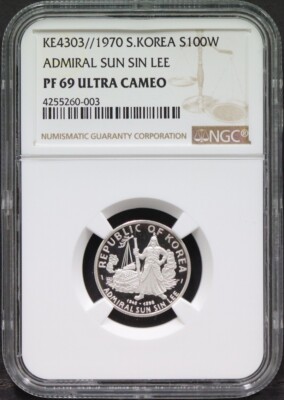 KE4303//1970 S.KOREA S100W
ADMIRAL SUN SIN LEE
PF 69 ULTRA CAMEO
4255260-003
NUMISMATIC GUARANTY CORPORATION
NGC®
REPUBLIC OF KOREA
ADMIRAL SUN SIN LEE